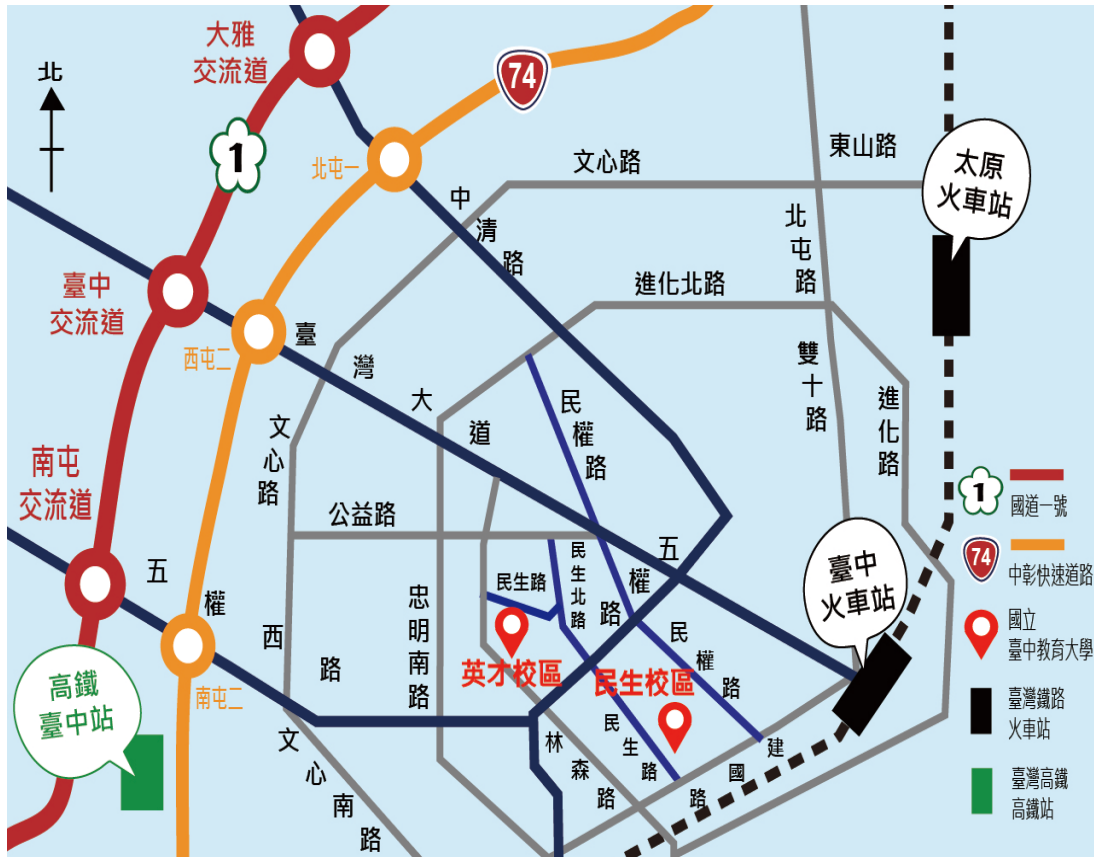 大雅
交流道
北
74
1
北屯一
文心路
東山路
太原
火車站
中清路
北屯路
臺中
交流道
西屯二
進化北路
臺灣大道
雙十路
民權路
進化路
文心路
南屯
交流道
公益路
1
國道一號
五權西路
民生路
民生北路
五權路
臺中
火車站
74
中彰快速道路
忠明南路
國立
臺中教育大學
英才校區
民生校區
民權路
高鐵
臺中站
南屯二
臺灣鐵路
火車站
文心南路
林森路
民生路
建國路
臺灣高鐵
高鐵站